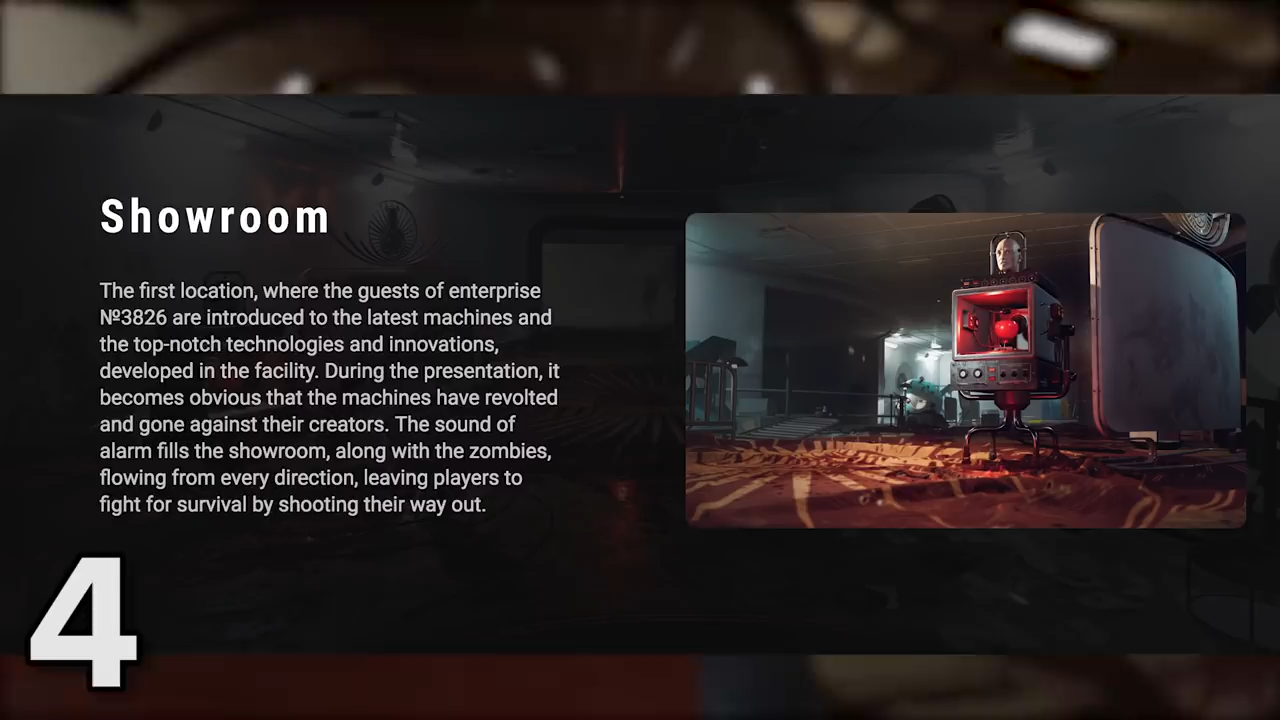 Showroom
The first location, where the guests of enterprise
№3826 are introduced to the latest machines and
the top-notch technologies and innovations,
developed in the facility. During the presentation, it
becomes obvious that the machines have revolted
and gone against their creators. The sound of
alarm fills the showroom, along with the zombies,
flowing from every direction, leaving players to
fight for survival by shooting their way out.
4